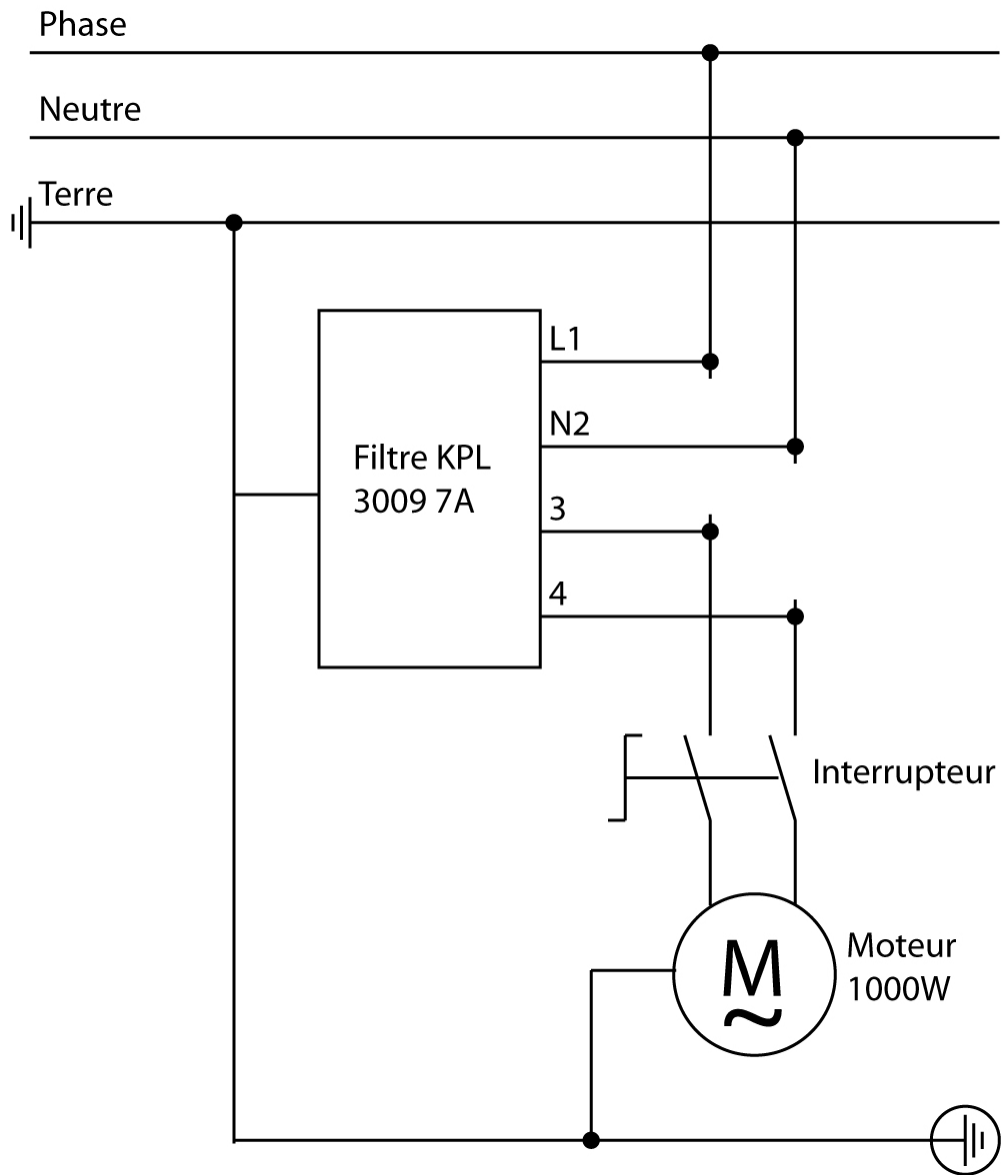 Phase
Neutre
Terre
L1
N2
Filtre KPL
3009 7A
3
4
Interrupteur
M
~
Moteur
1000W